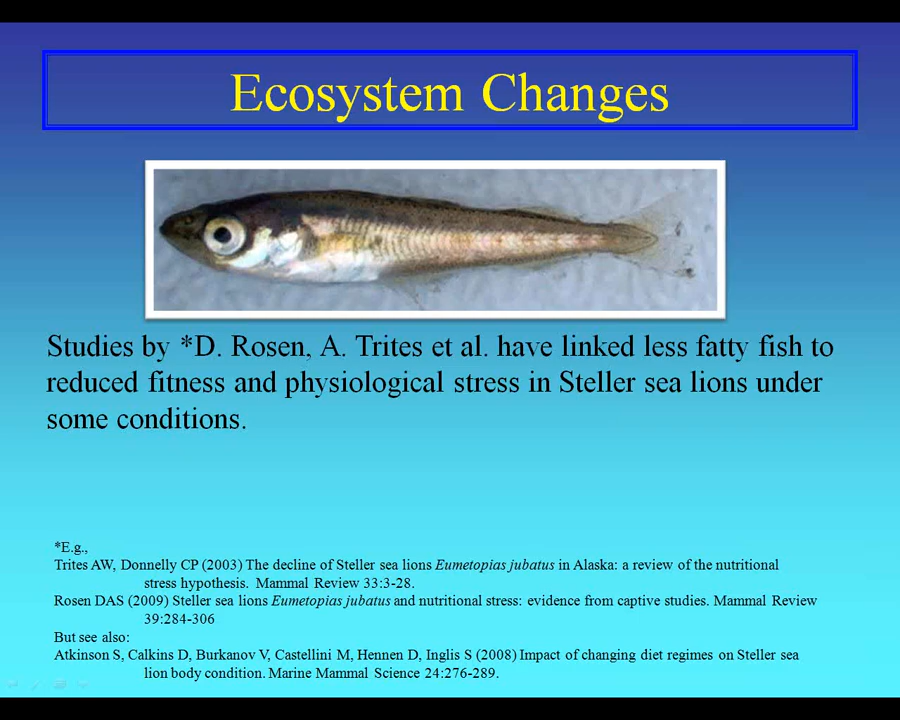 Ecosystem Changes
Studies by *D. Rosen, A. Trites et al. have linked less fatty fish to
reduced fitness and physiological stress in Steller sea lions under
some conditions.
*E.g.,
Trites AW, Donnelly CP (2003) The decline of Steller sea lions Eumetopias jubatus in Alaska: a review of the nutritional
stress hypothesis. Mammal Review 33:3-28.
Rosen DAS (2009) Steller sea lions Eumetopias jubatus and nutritional stress: evidence from captive studies. Mammal Review
39:284-306
But see also:
Atkinson S, Calkins D, Burkanov V, Castellini M, Hennen D, Inglis S (2008) Impact of changing diet regimes on Steller sea
lion body condition. Marine Mammal Science 24:276-289.